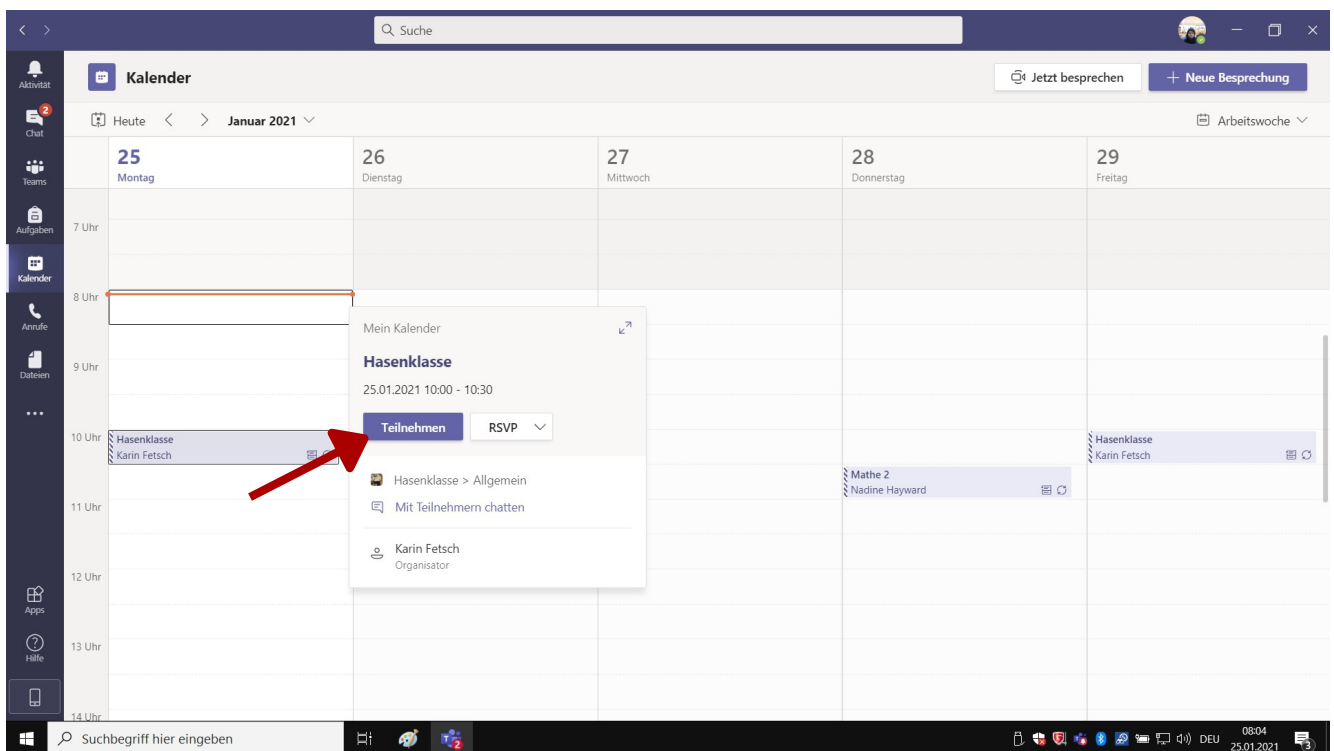 Suche
Aktivität
Kalender
Jetzt besprechen
Neue Besprechung
2
Chat
Heute
Januar 2021
Arbeitswoche
Teams
25
Montag
26
Dienstag
27
Mittwoch
28
Donnerstag
29
Freitag
Aufgaben
Kalender
Anrufe
Dateien
Apps
Hilfe
7 Uhr
8 Uhr
9 Uhr
10 Uhr
11 Uhr
12 Uhr
13 Uhr
14 Uhr
Hasenklasse
Karin Fetsch
Mein Kalender
Hasenklasse
25.01.2021 10:00 - 10:30
Teilnehmen
RSVP
Hasenklasse > Allgemein
Mit Teilnehmern chatten
Karin Fetsch
Organisator
Mathe 2
Nadine Hayward
Hasenklasse
Karin Fetsch
Suchbegriff hier eingeben
2
DEU
08:04
25.01.2021
3